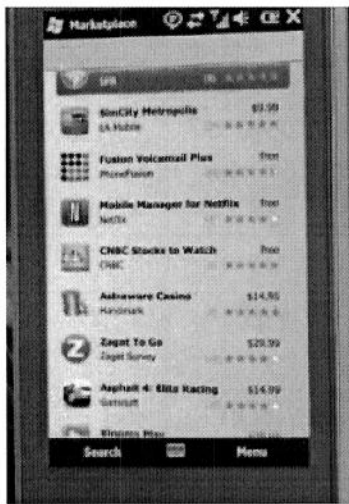 Marketplace
SimCity Metropolis $9.99
EA Mobile
Fusion Voicemail Plus Free
PhoneFusion
Mobile Manager for Netflix Free
Netflix
CNBC Stocks to Watch Free
CNBC
Astraware Casino $14.95
Handmark
Zagat To Go $29.99
Zagat Survey
Asphalt 4: Elite Racing $14.99
Gameloft
Search Menu